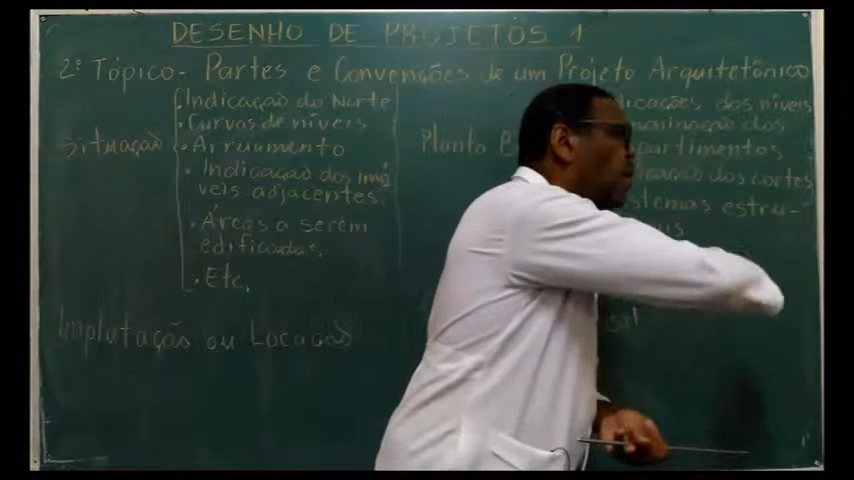 DESENHO DE PROJETOS 1
2º Tópico - Partes e Convenções de um Projeto Arquitetônico
Situação
• Indicação do Norte
• Curvas de níveis
• Arruamento
• Indicação dos imó-
veis adjacentes.
• Áreas a serem
edificadas.
• Etc.
Implutação ou Locação
Planta
dicações dos níveis
minação dos
partimentos
cação dos cortes
stemas estru-
is